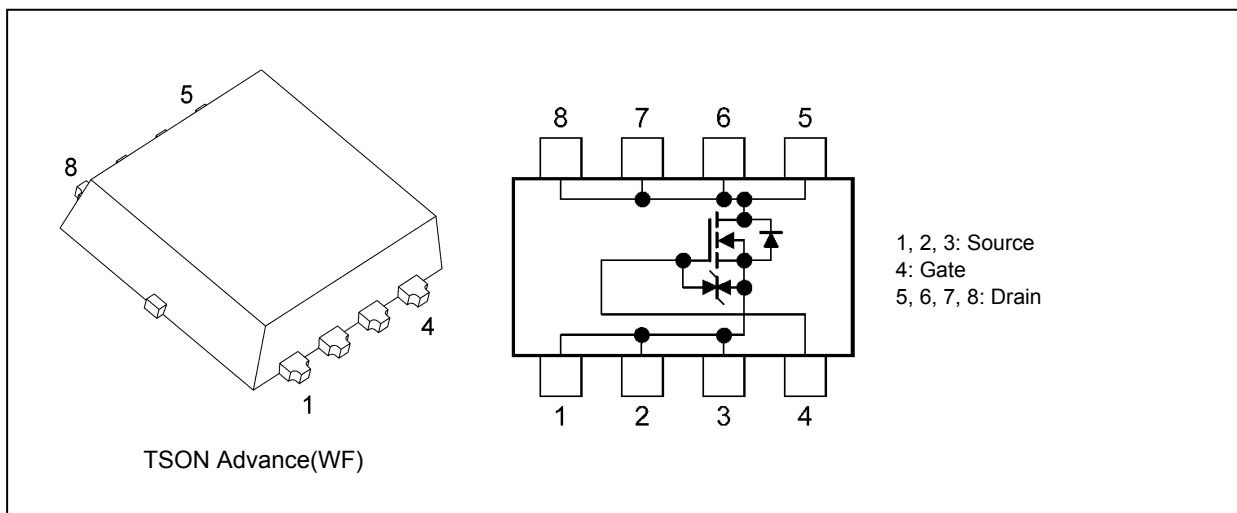 5
8
4
1
TSON Advance(WF)
8 7 6 5
1 2 3 4
1, 2, 3: Source
4: Gate
5, 6, 7, 8: Drain